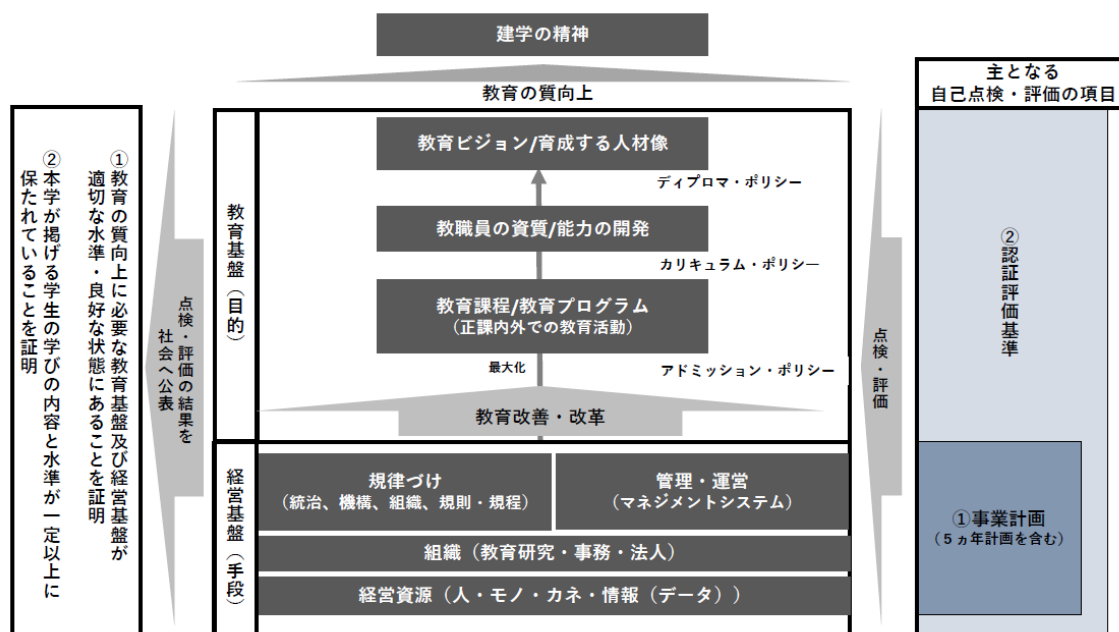 建学の精神
教育の質向上
主となる
自己点検・評価の項目
①教育の質向上に必要な教育基盤及び経営基盤が
適切な水準・良好な状態にあることを証明
②本学が掲げる学生の学びの内容と水準が一定以上に
保たれていることを証明
点検・評価の結果を
社会へ公表
教育基盤（目的）
教育ビジョン/育成する人材像
ディプロマ・ポリシー
教職員の資質/能力の開発
カリキュラム・ポリシー
教育課程/教育プログラム
（正課内外での教育活動）
最大化
アドミッション・ポリシー
教育改善・改革
経営基盤（手段）
規律づけ
（統治、機構、組織、規則・規程）
管理・運営
（マネジメントシステム）
組織（教育研究・事務・法人）
経営資源（人・モノ・カネ・情報（データ））
点検・評価
②認証評価基準
①事業計画
（５ヵ年計画を含む）